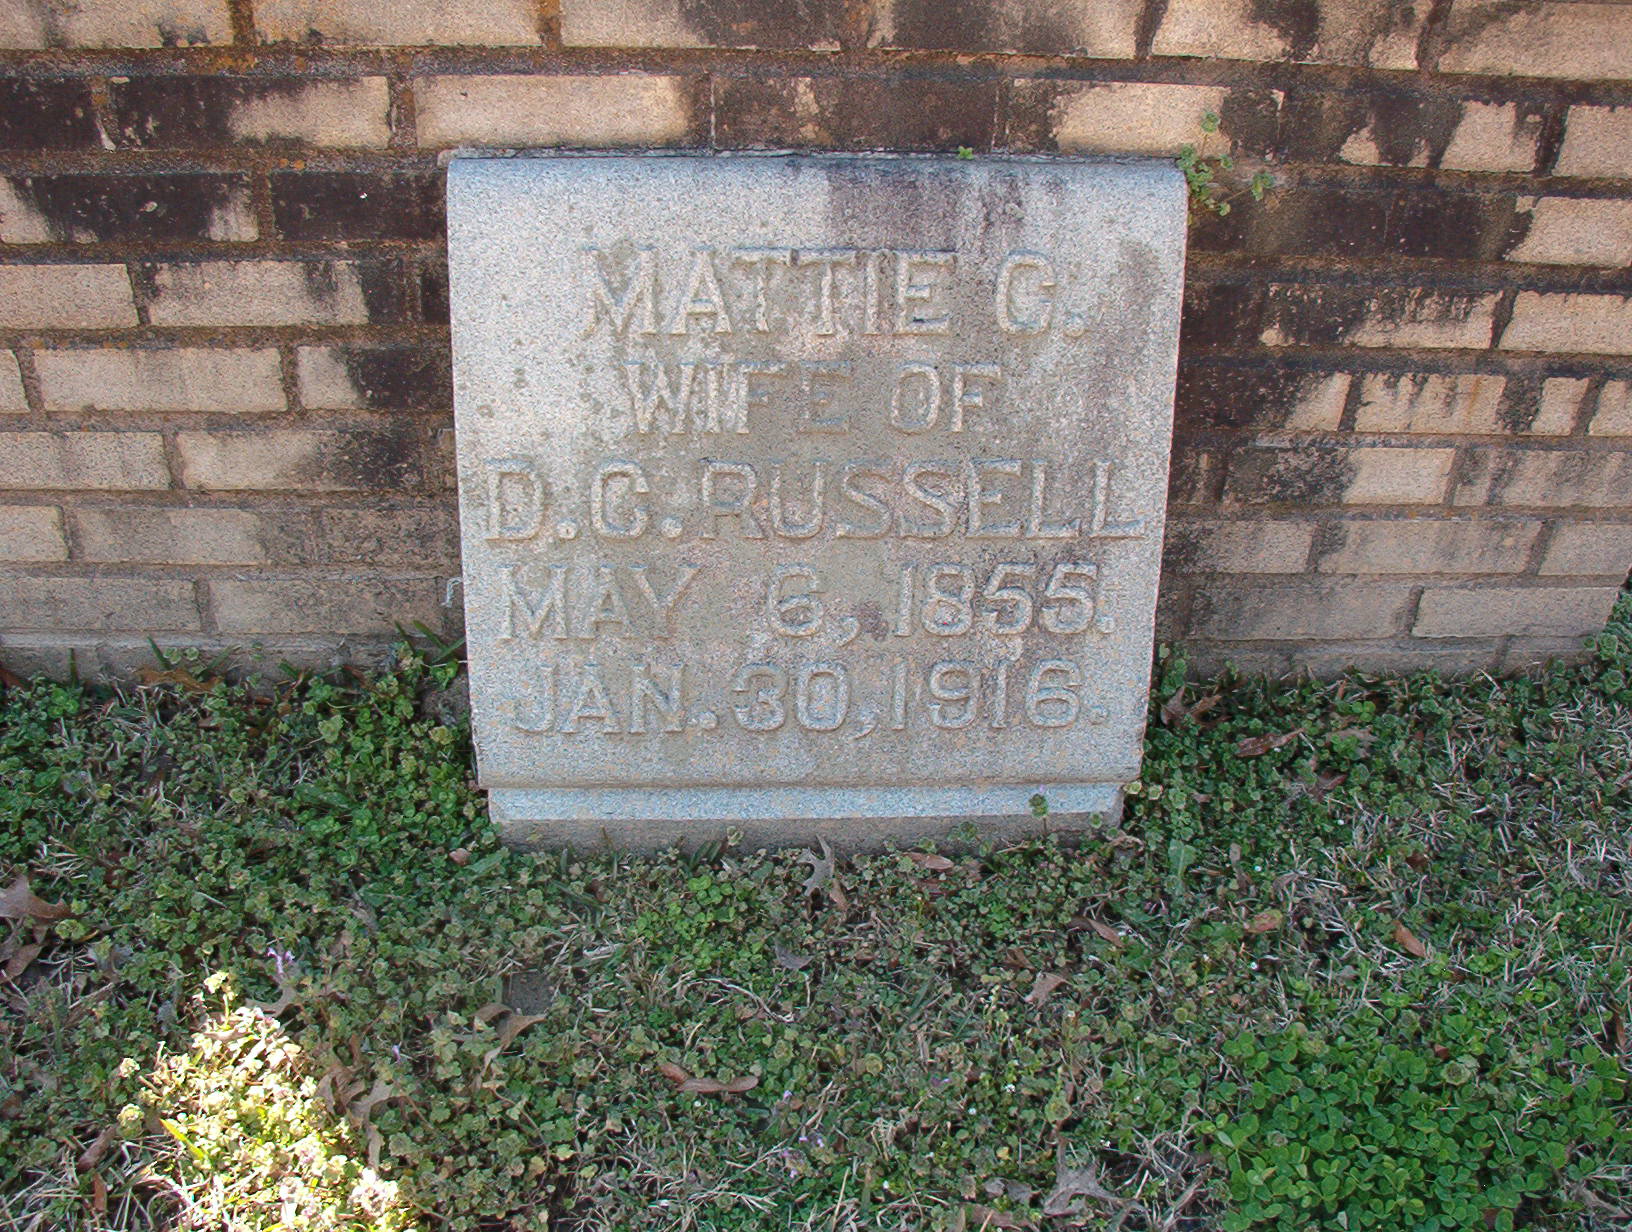 MATTIE G.
WIFE OF
D.C. RUSSELL
MAY 6, 1855.
JAN. 30, 1916.